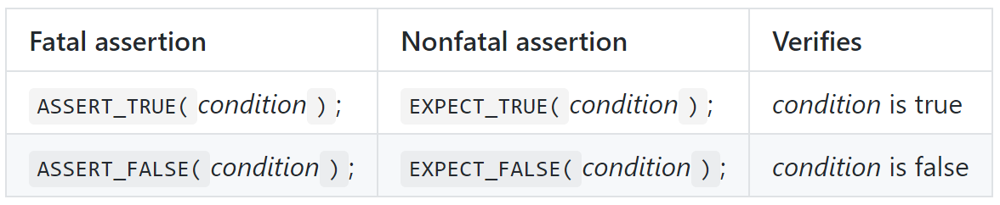 Fatal assertion Nonfatal assertion Verifies
ASSERT_TRUE( condition ); EXPECT_TRUE( condition ); condition is true
ASSERT_FALSE( condition ); EXPECT_FALSE( condition ); condition is false